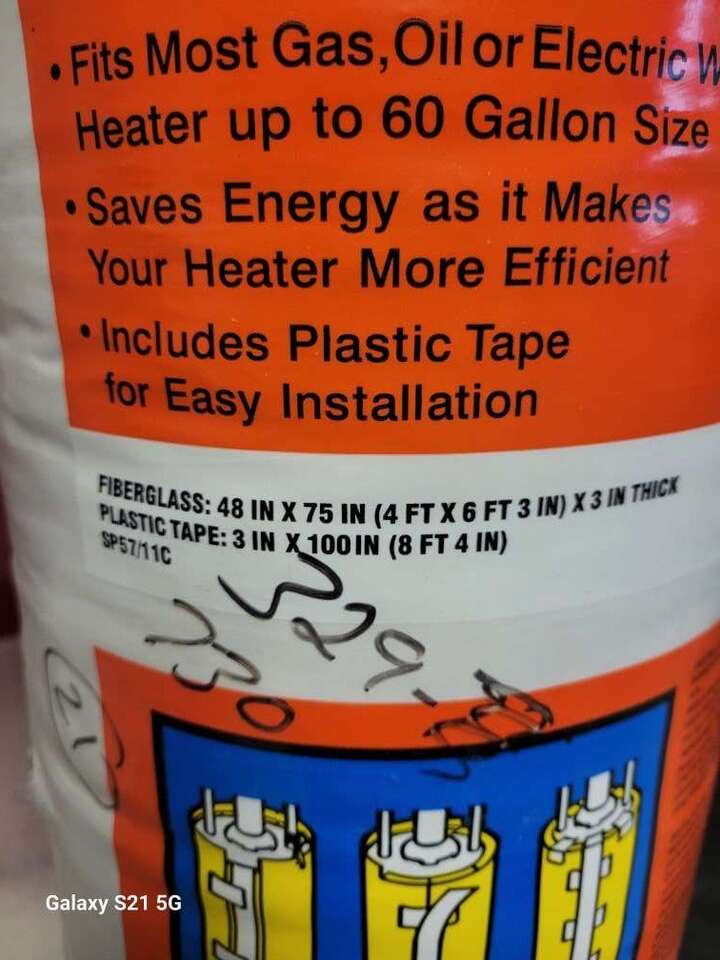 • Fits Most Gas, Oil or Electric
Heater up to 60 Gallon Size
• Saves Energy as it Makes
Your Heater More Efficient
• Includes Plastic Tape
for Easy Installation
FIBERGLASS: 48 IN X 75 IN (4 FT X 6 FT 3 IN) X 3 IN THICK
PLASTIC TAPE: 3 IN X 100 IN (8 FT 4 IN)
SP57/11C
Galaxy S21 5G